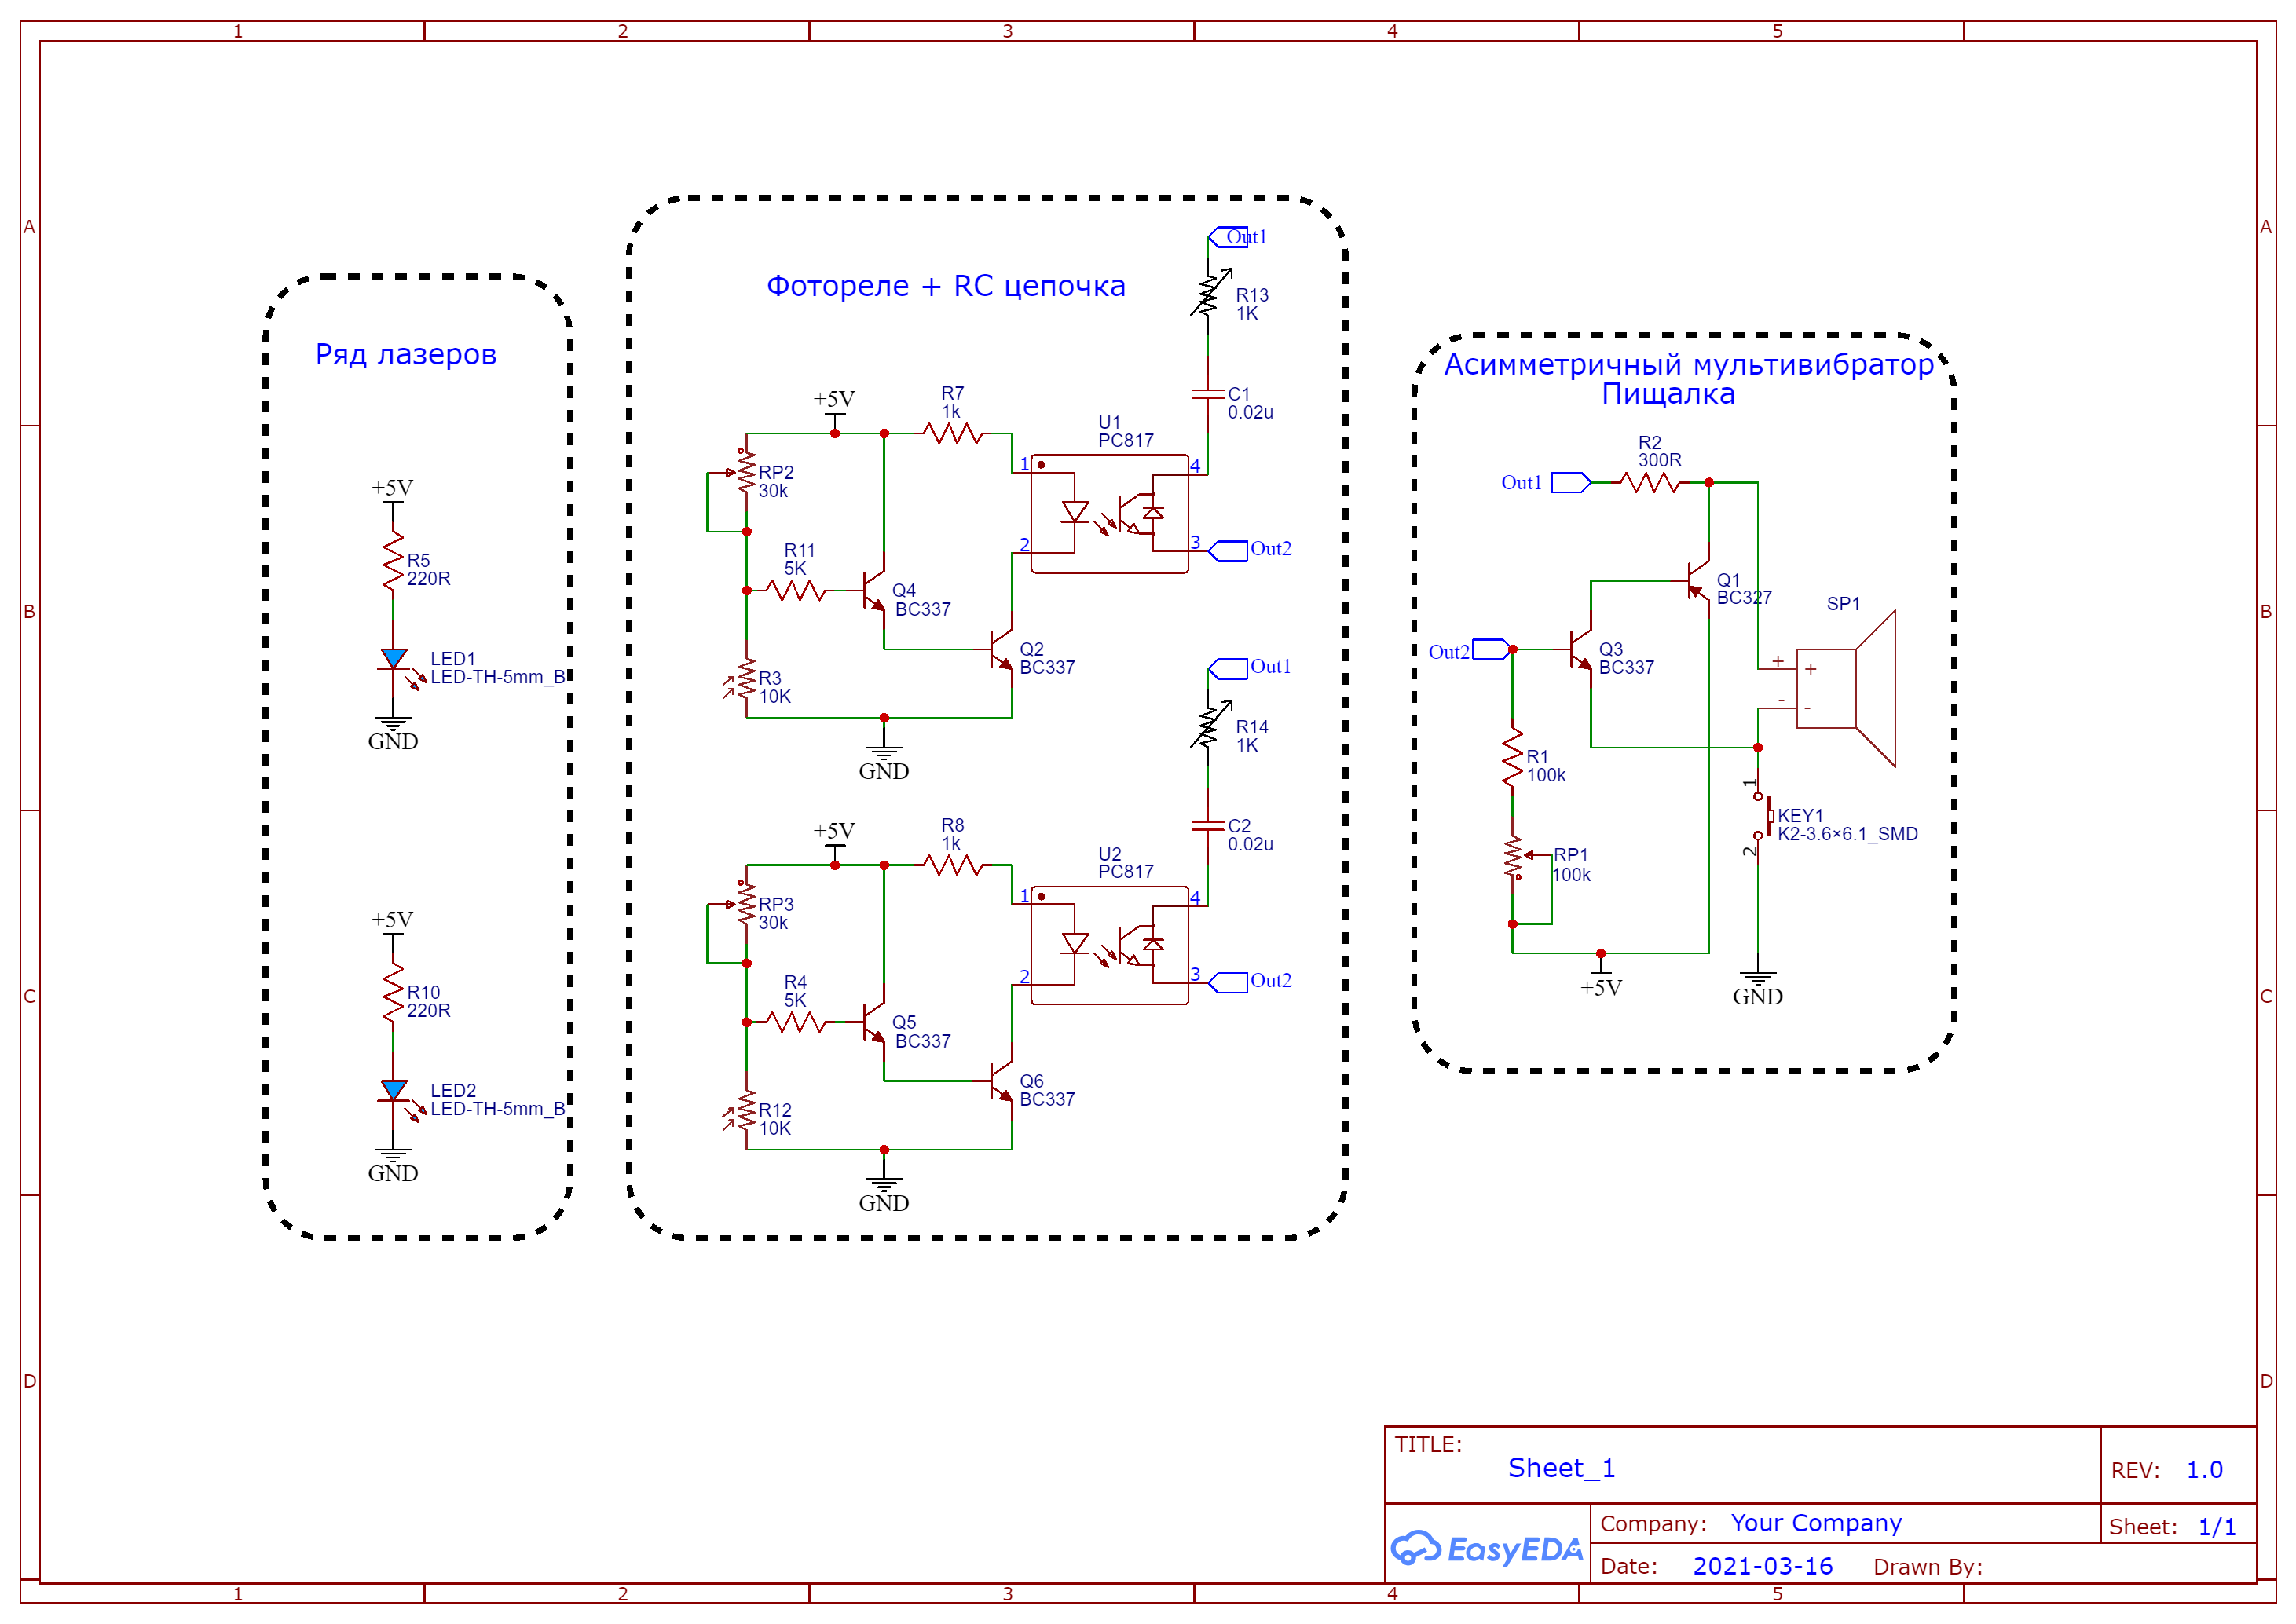 1 2 3 4 5
A
B
C
D
Ряд лазеров
+5V
R5
220R
LED1
LED-TH-5mm_B
GND
+5V
R10
220R
LED2
LED-TH-5mm_B
GND
Фотореле + RC цепочка
Out1
R13
1K
C1
0.02u
+5V
R7
1k
U1
PC817
1
2
4
3
Out2
RP2
30k
R11
5K
Q4
BC337
Q2
BC337
R3
10K
GND
Out1
R14
1K
C2
0.02u
+5V
R8
1k
U2
PC817
1
2
4
3
Out2
RP3
30k
R4
5K
Q5
BC337
Q6
BC337
R12
10K
GND
Асимметричный мультивибратор
Пищалка
R2
300R
Out1
Q1
BC327
SP1
Out2
Q3
BC337
+ +
- -
R1
100k
1
KEY1
K2-3.6×6.1_SMD
2
RP1
100k
+5V
GND
A
B
C
D
TITLE:
Sheet_1
REV: 1.0
EasyEDA
Company: Your Company
Sheet: 1/1
Date: 2021-03-16 Drawn By:
1 2 3 4 5